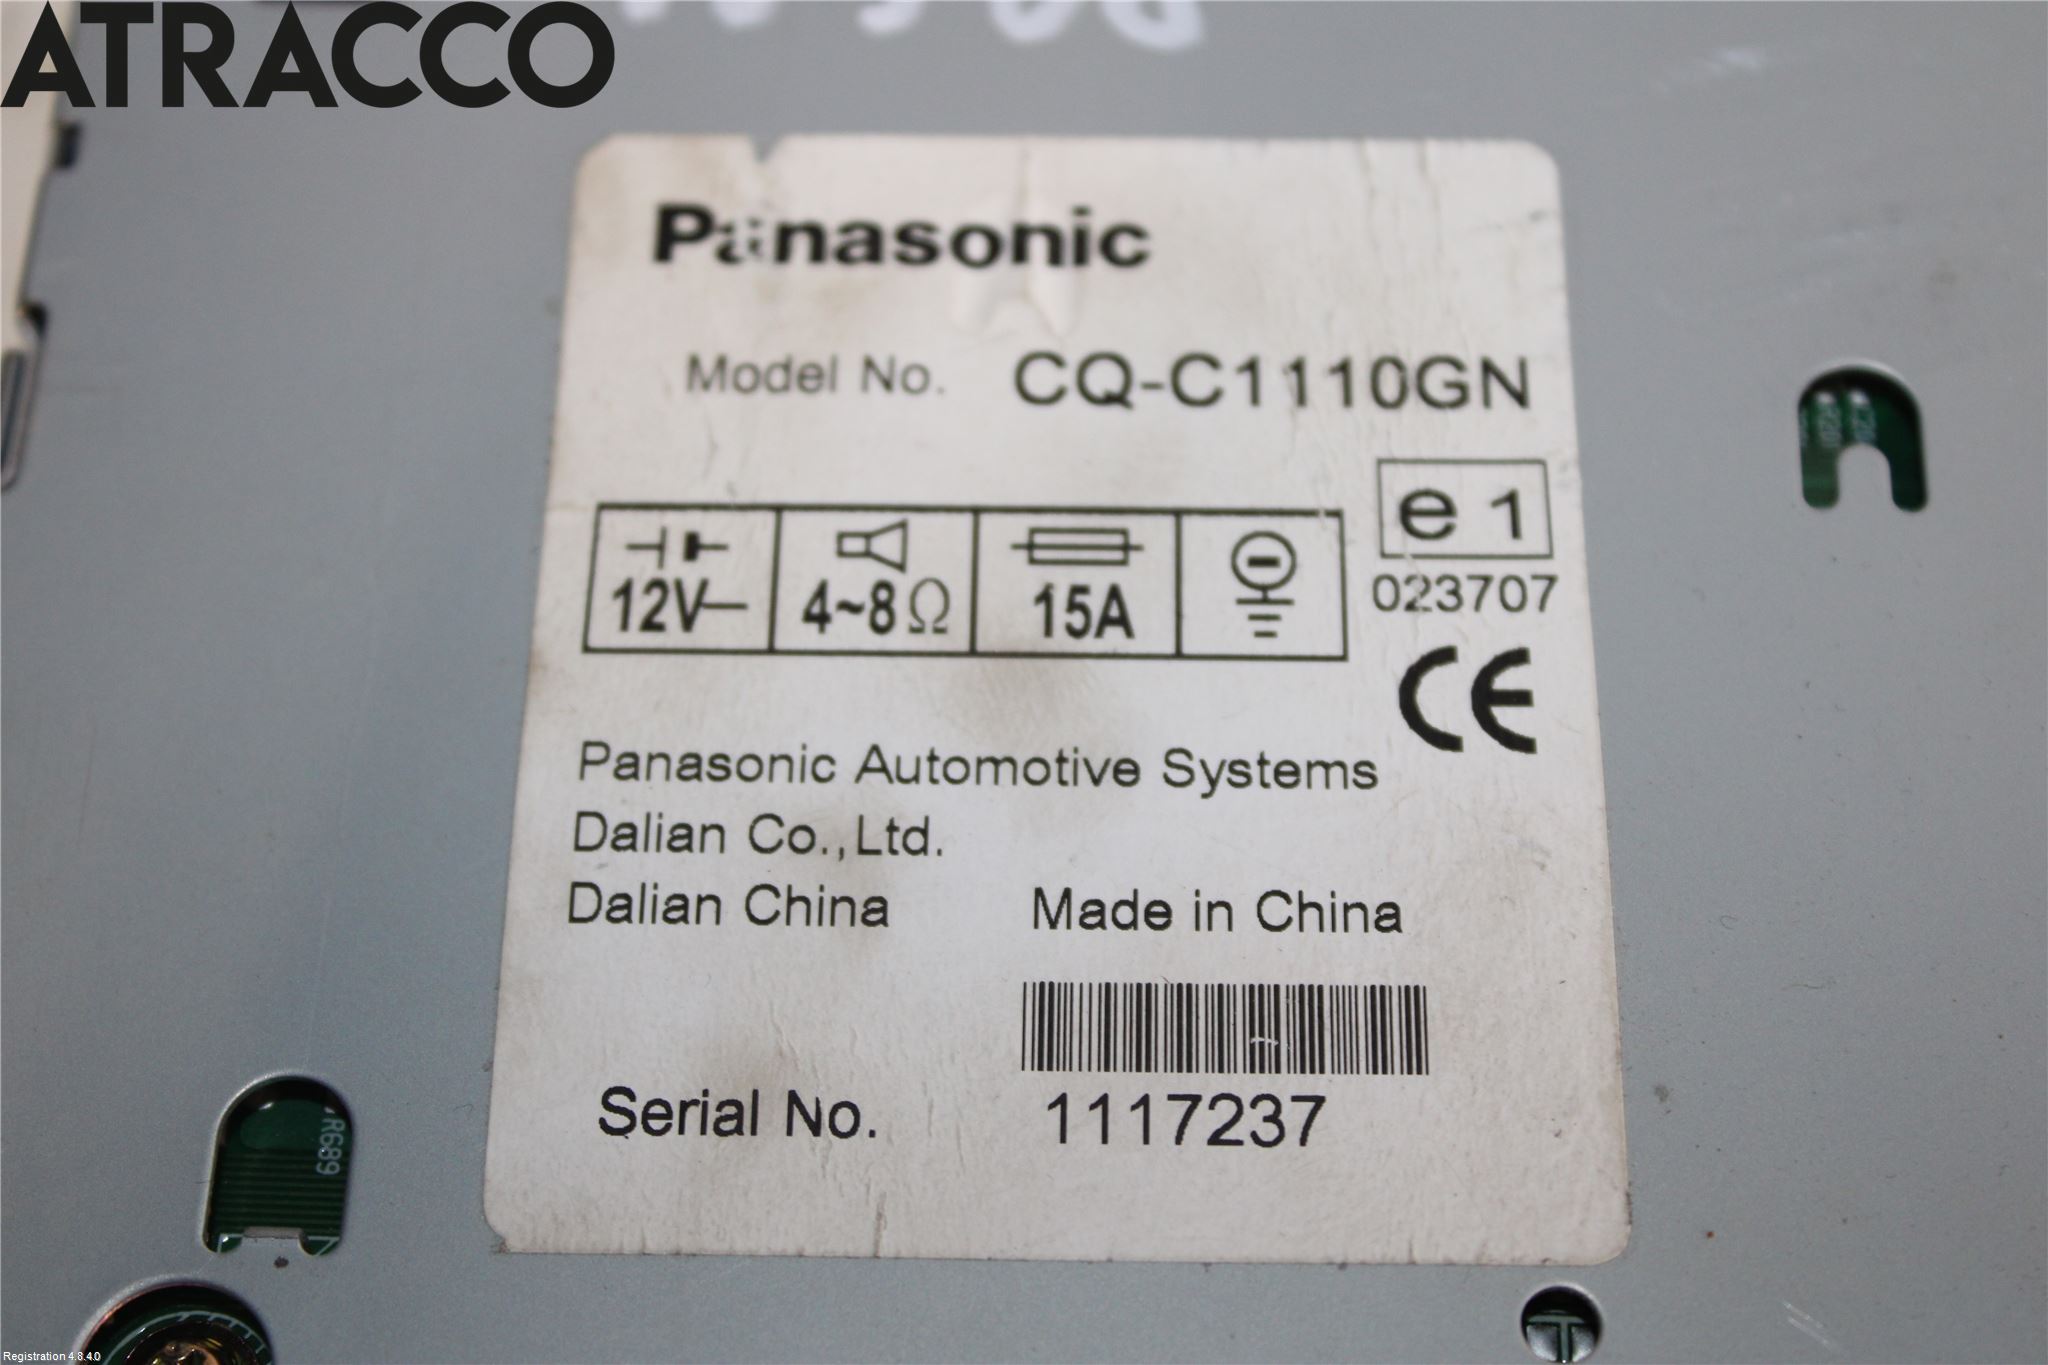 ATRACCO
Panasonic
Model No. CQ-C1110GN
e 1
12V 4~8 Ω 15A
023707
CE
Panasonic Automotive Systems
Dalian Co.,Ltd.
Dalian China Made in China
Serial No. 1117237
R689
Registration 4.8.4.0